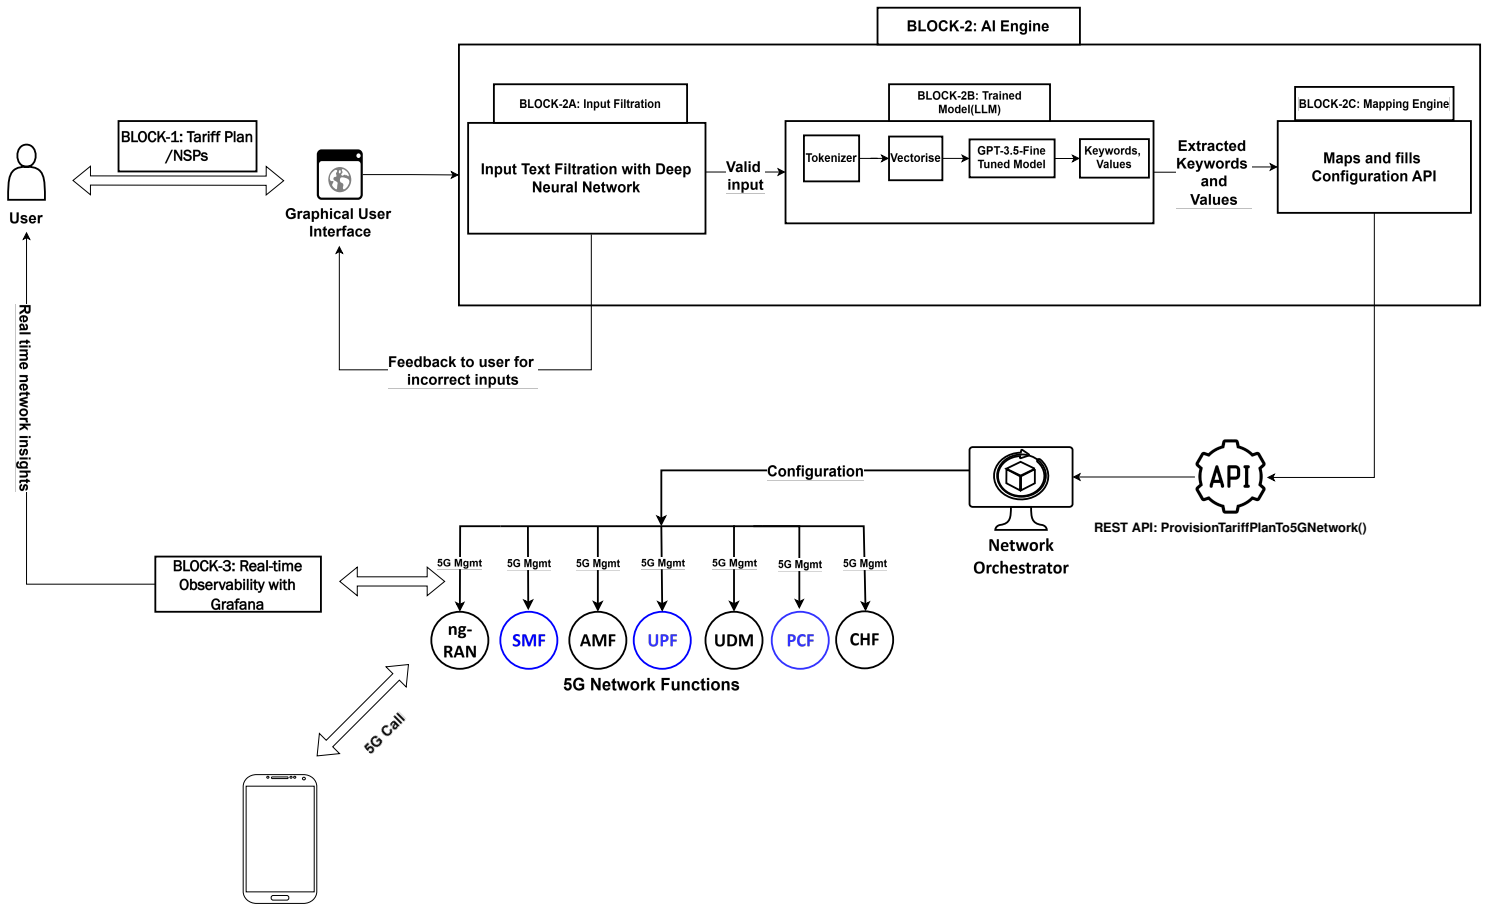 BLOCK-2: AI Engine
BLOCK-1: Tariff Plan
/NSPs
User
Graphical User
Interface
BLOCK-2A: Input Filtration
Input Text Filtration with Deep
Neural Network
Valid
input
BLOCK-2B: Trained
Model(LLM)
Tokenizer
Vectorise
GPT-3.5-Fine
Tuned Model
Keywords,
Values
Extracted
Keywords
and
Values
BLOCK-2C: Mapping Engine
Maps and fills
Configuration API
Feedback to user for
incorrect inputs
Real time network insights
Configuration
Network
Orchestrator
API
REST API: ProvisionTariffPlanTo5GNetwork()
BLOCK-3: Real-time
Observability with
Grafana
5G Mgmt
5G Mgmt
5G Mgmt
5G Mgmt
5G Mgmt
5G Mgmt
5G Mgmt
ng-
RAN
SMF
AMF
UPF
UDM
PCF
CHF
5G Network Functions
5G Call